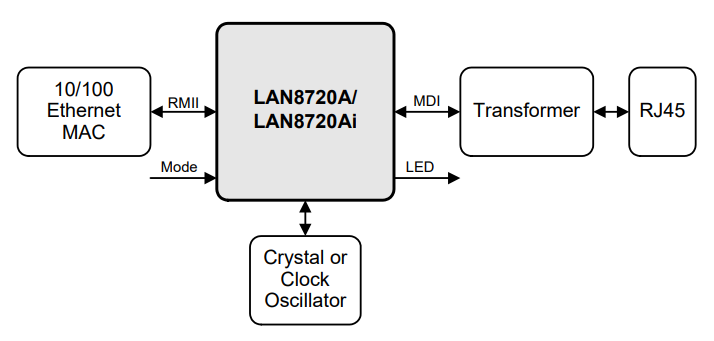 10/100
Ethernet
MAC
RMII
Mode
LAN8720A/
LAN8720Ai
MDI
LED
Transformer
RJ45
Crystal or
Clock
Oscillator